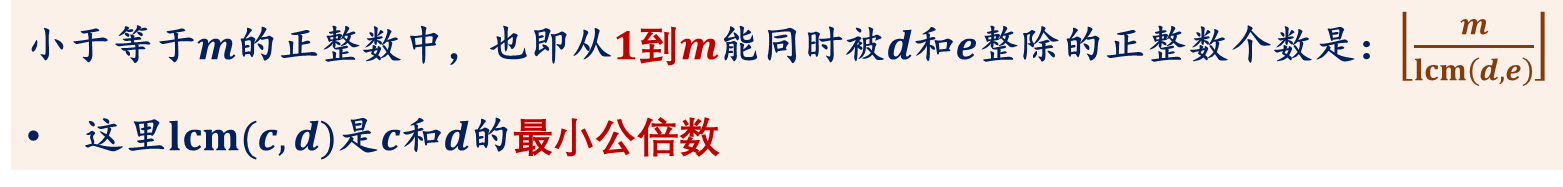 小于等于m的正整数中，也即从1到m能同时被d和e整除的正整数个数是：⌊m/lcm(d,e)⌋
• 这里lcm(c,d)是c和d的最小公倍数